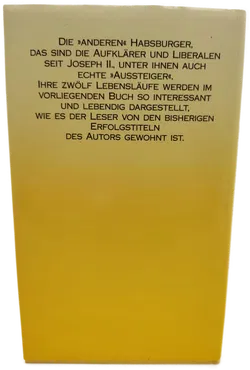 DIE »ANDEREN« HABSBURGER,
DAS SIND DIE AUFKLÄRER UND LIBERALEN
SEIT JOSEPH II., UNTER IHNEN AUCH
ECHTE »AUSSTEIGER«.
IHRE ZWÖLF LEBENSLÄUFE WERDEN IM
VORLIEGENDEN BUCH SO INTERESSANT
UND LEBENDIG DARGESTELLT,
WIE ES DER LESER VON DEN BISHERIGEN
ERFOLGSTITELN
DES AUTORS GEWOHNT IST.